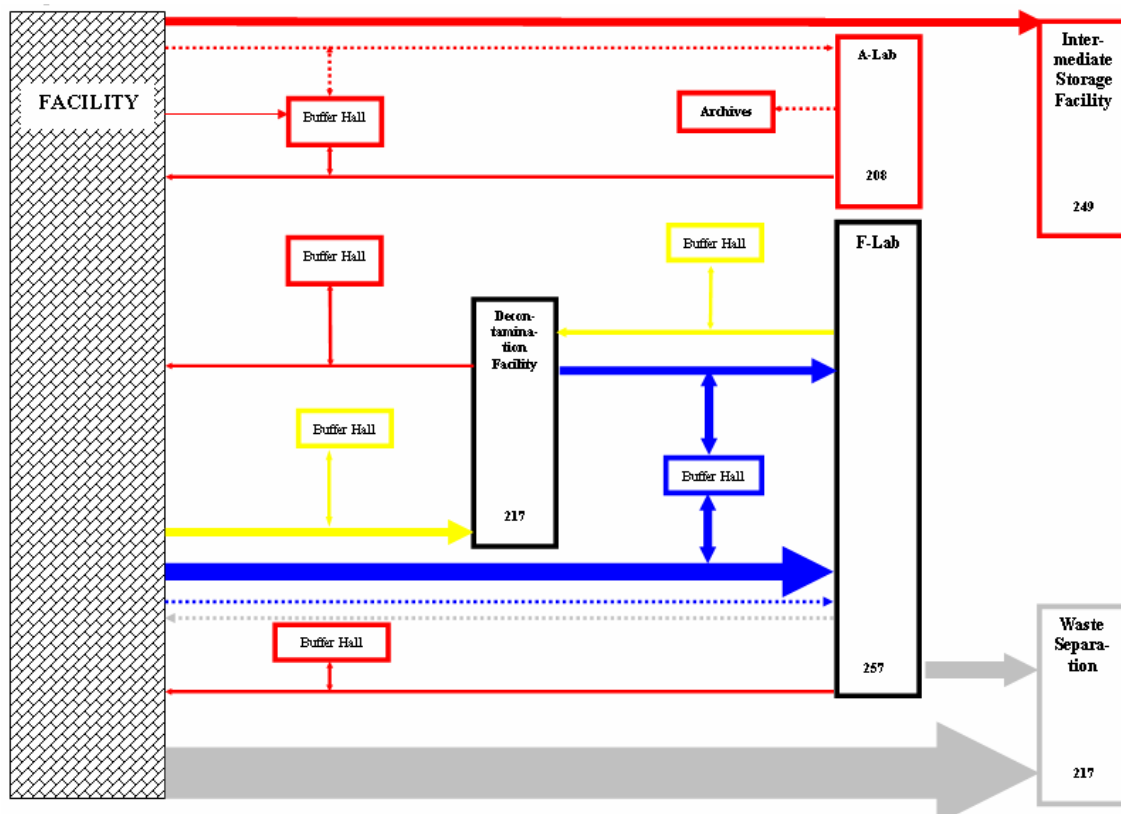 FACILITY
Inter-
mediate
Storage
Facility
249
A-Lab
208
Archives
Buffer Hall
Buffer Hall
Buffer Hall
F-Lab
257
Decon-
tamina-
tion
Facility
217
Buffer Hall
Buffer Hall
Buffer Hall
Waste
Separa-
tion
217